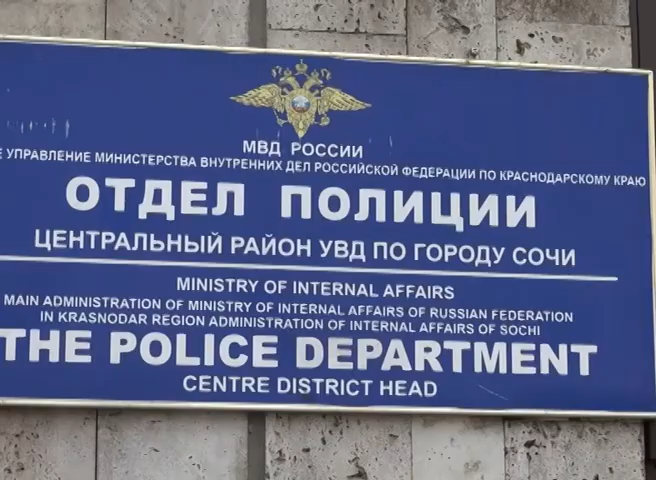 МВД РОССИИ
Е УПРАВЛЕНИЕ МИНИСТЕРСТВА ВНУТРЕННИХ ДЕЛ РОССИЙСКОЙ ФЕДЕРАЦИИ ПО КРАСНОДАРСКОМУ КРАЮ
ОТДЕЛ ПОЛИЦИИ
ЦЕНТРАЛЬНЫЙ РАЙОН УВД ПО ГОРОДУ СОЧИ
MINISTRY OF INTERNAL AFFAIRS
MAIN ADMINISTRATION OF MINISTRY OF INTERNAL AFFAIRS OF RUSSIAN FEDERATION
IN KRASNODAR REGION ADMINISTRATION OF INTERNAL AFFAIRS OF SOCHI
THE POLICE DEPARTMENT
CENTRE DISTRICT HEAD